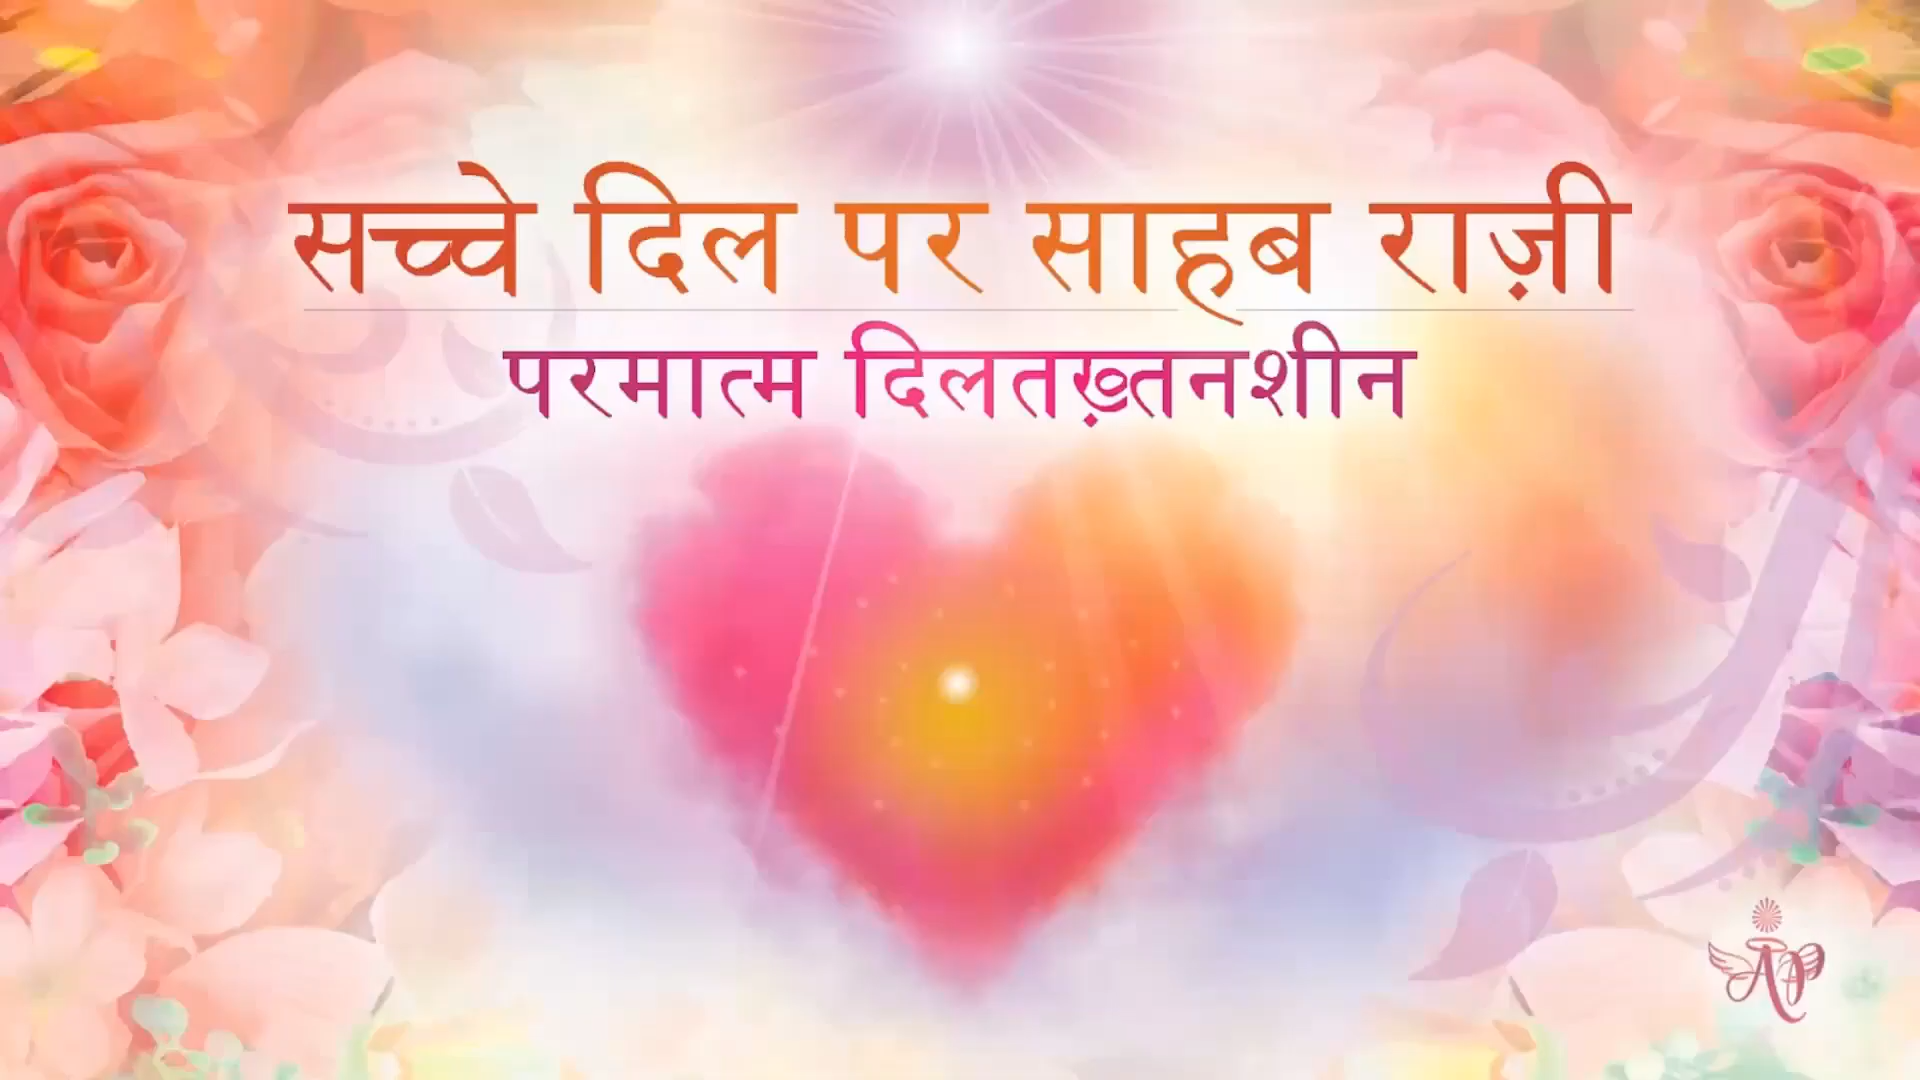 सच्चे दिल पर साहब राज़ी
परमात्म दिलतख़्तनशीन